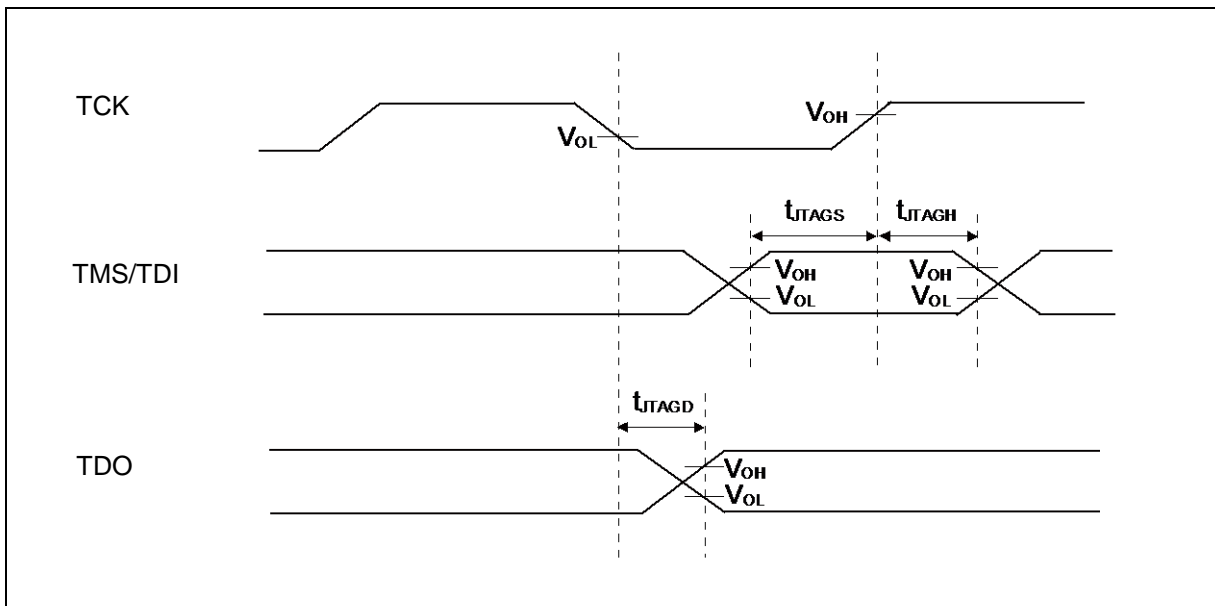 TCK
VOL
VOH
tJTAGS
tJTAGH
TMS/TDI
VOH
VOL
VOH
VOL
tJTAGD
TDO
VOH
VOL